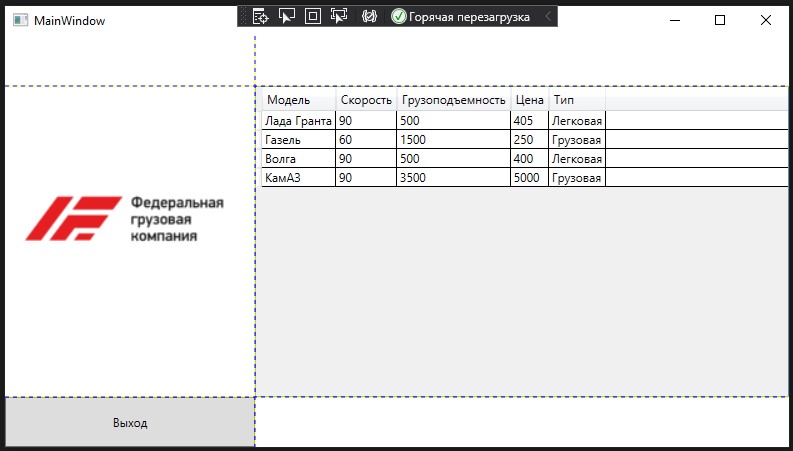 MainWindow
Горячая перезагрузка
Модель Скорость Грузоподъемность Цена Тип
Лада Гранта 90 500 405 Легковая
Газель 60 1500 250 Грузовая
Волга 90 500 400 Легковая
КамАЗ 90 3500 5000 Грузовая
Федеральная
грузовая
компания
Выход